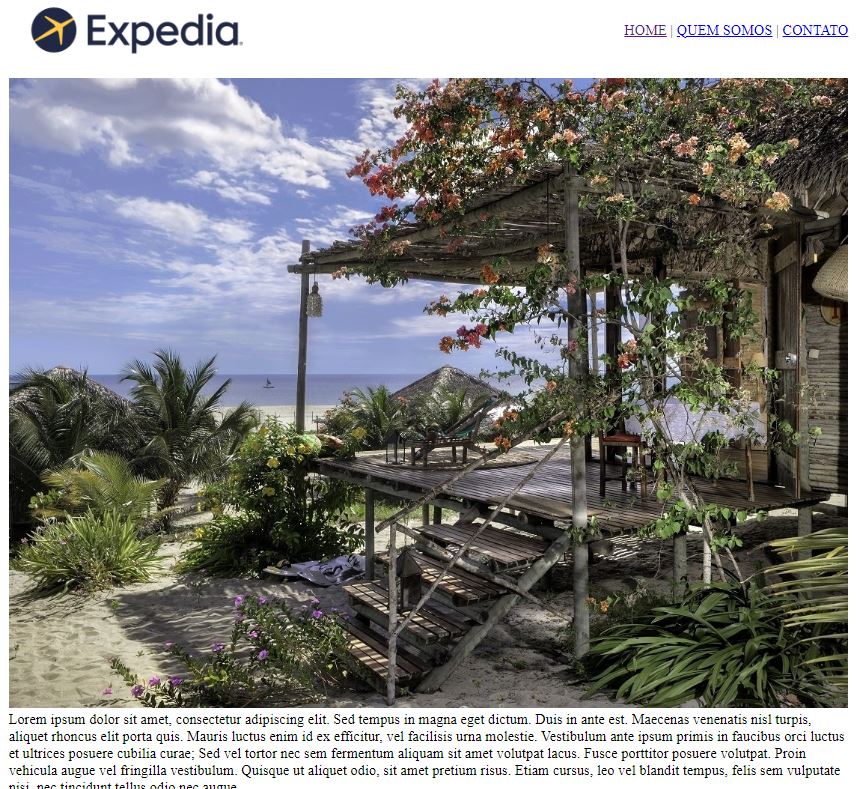 Expedia
HOME | QUEM SOMOS | CONTATO
Lorem ipsum dolor sit amet, consectetur adipiscing elit. Sed tempus in magna eget dictum. Duis in ante est. Maecenas venenatis nisl turpis,
aliquet rhoncus elit porta quis. Mauris luctus enim id ex efficitur, vel facilisis urna molestie. Vestibulum ante ipsum primis in faucibus orci luctus
et ultrices posuere cubilia curae; Sed vel tortor nec sem fermentum aliquam sit amet volutpat lacus. Fusce porttitor posuere volutpat. Proin
vehicula augue vel fringilla vestibulum. Quisque ut aliquet odio, sit amet pretium risus. Etiam cursus, leo vel blandit tempus, felis sem vulputate
nisi, nec tincidunt tellus odio nec augue.